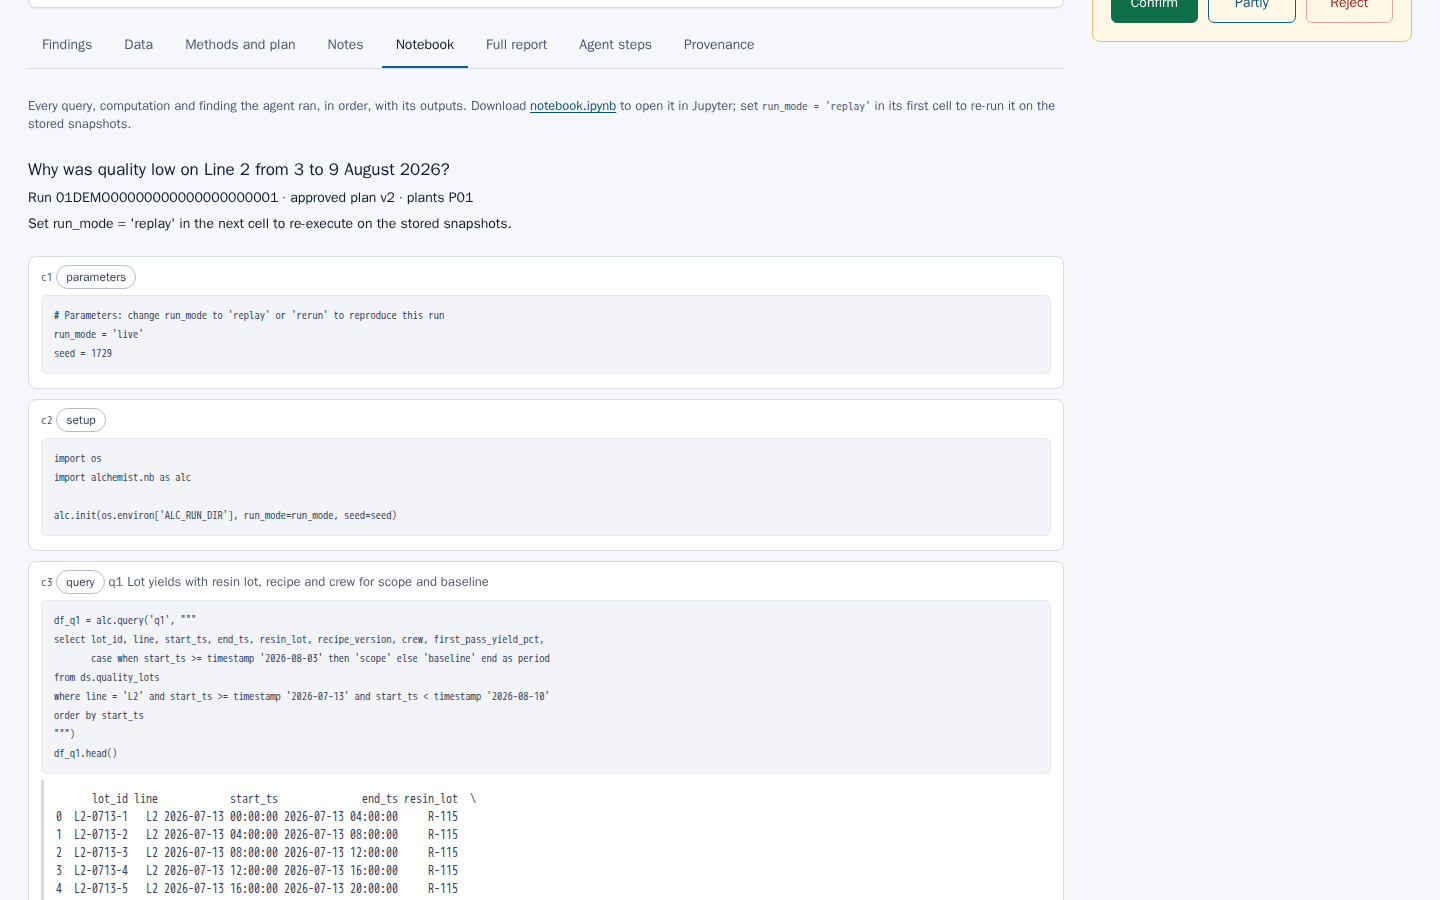 Confirm
Partly
Reject
Findings
Data
Methods and plan
Notes
Notebook
Full report
Agent steps
Provenance
Every query, computation and finding the agent ran, in order, with its outputs. Download notebook.ipynb to open it in Jupyter; set run_mode = 'replay' in its first cell to re-run it on the
stored snapshots.
Why was quality low on Line 2 from 3 to 9 August 2026?
Run 01DEMO00000000000000000001 · approved plan v2 · plants P01
Set run_mode = 'replay' in the next cell to re-execute on the stored snapshots.
c1 parameters
# Parameters: change run_mode to 'replay' or 'rerun' to reproduce this run
run_mode = 'live'
seed = 1729
c2 setup
import os
import alchemist.nb as alc
alc.init(os.environ['ALC_RUN_DIR'], run_mode=run_mode, seed=seed)
c3 query q1 Lot yields with resin lot, recipe and crew for scope and baseline
df_q1 = alc.query('q1', """
select lot_id, line, start_ts, end_ts, resin_lot, recipe_version, crew, first_pass_yield_pct,
case when start_ts >= timestamp '2026-08-03' then 'scope' else 'baseline' end as period
from ds.quality_lots
where line = 'L2' and start_ts >= timestamp '2026-07-13' and start_ts < timestamp '2026-08-10'
order by start_ts
""")
df_q1.head()
lot_id line start_ts end_ts resin_lot \
0 L2-0713-1 L2 2026-07-13 00:00:00 2026-07-13 04:00:00 R-115
1 L2-0713-2 L2 2026-07-13 04:00:00 2026-07-13 08:00:00 R-115
2 L2-0713-3 L2 2026-07-13 08:00:00 2026-07-13 12:00:00 R-115
3 L2-0713-4 L2 2026-07-13 12:00:00 2026-07-13 16:00:00 R-115
4 L2-0713-5 L2 2026-07-13 16:00:00 2026-07-13 20:00:00 R-115